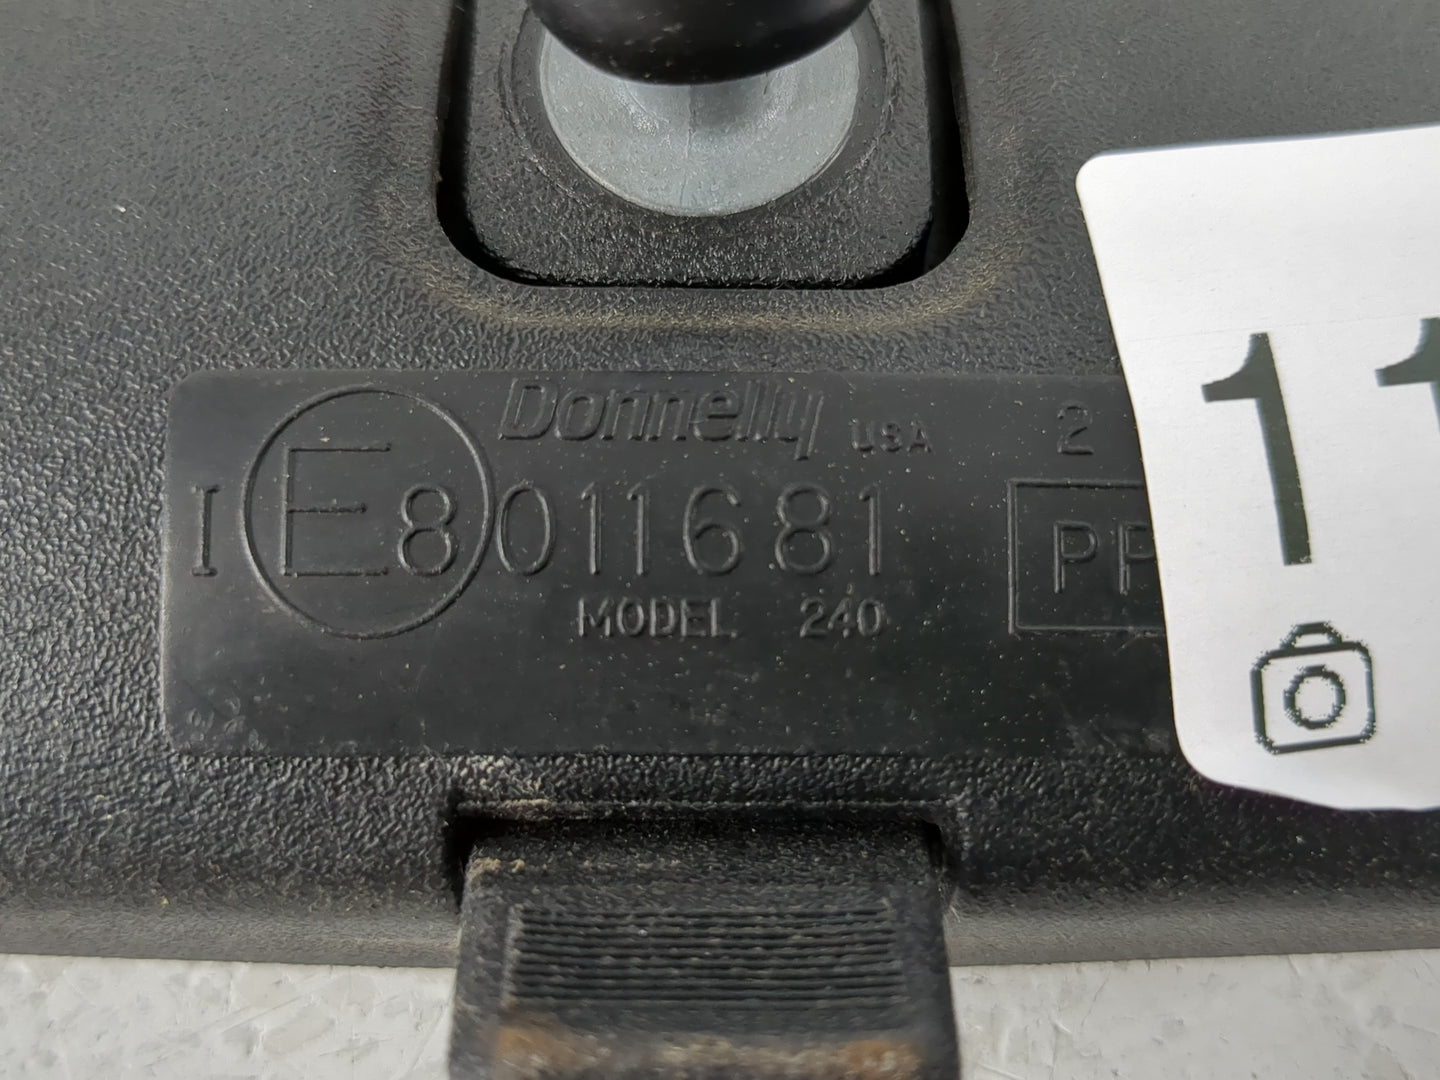 Donnelly USA 2
I E8 011681
MODEL 240
PP
11